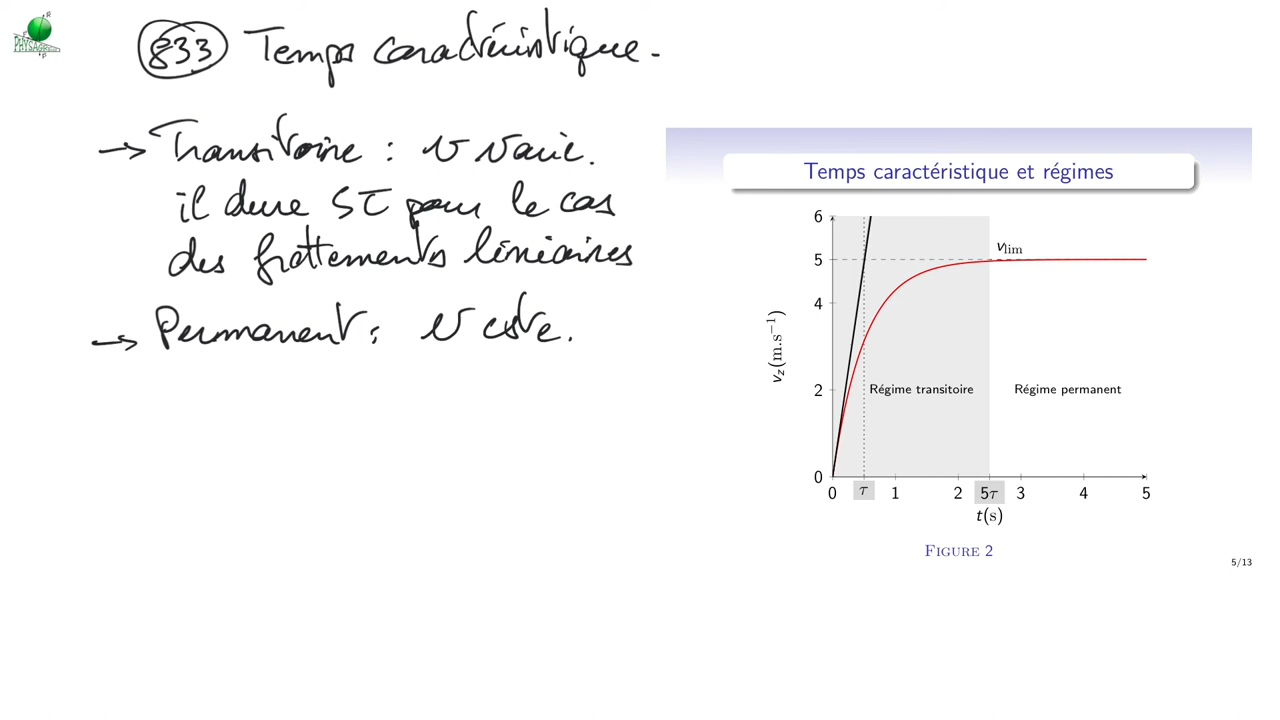 §33 Temps caractéristique.
→ Transitoire : v varie.
il dure 5τ pour le cas
des frottements linéaires
→ Permanent : v cste.
Temps caractéristique et régimes
6
5
4
2
0
v_z(m.s⁻¹)
v_lim
Régime transitoire
Régime permanent
0 τ 1 2 5τ 3 4 5
t(s)
FIGURE 2
5/13